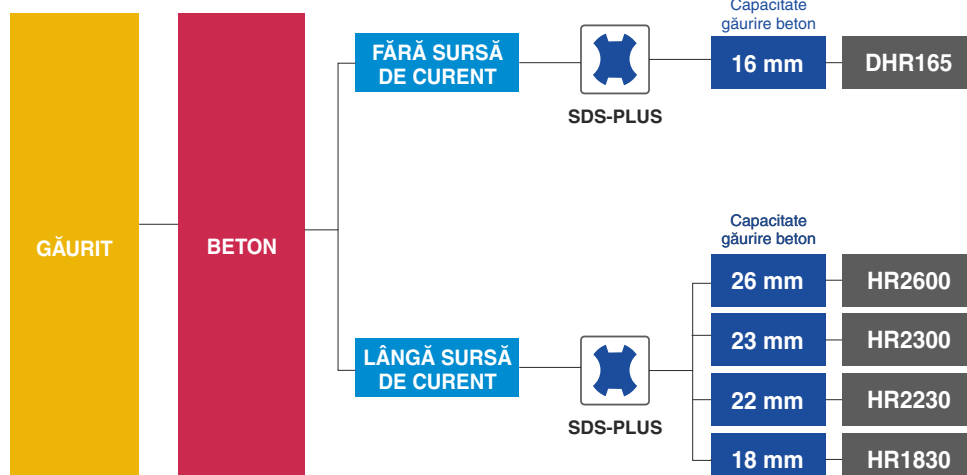 GĂURIT
BETON
FĂRĂ SURSĂ
DE CURENT
SDS-PLUS
Capacitate
găurire beton
16 mm
DHR165
LÂNGĂ SURSĂ
DE CURENT
SDS-PLUS
Capacitate
găurire beton
26 mm
HR2600
23 mm
HR2300
22 mm
HR2230
18 mm
HR1830